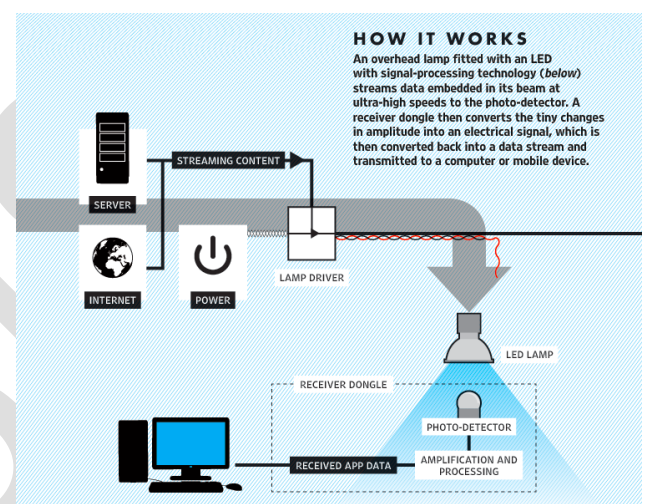 HOW IT WORKS
An overhead lamp fitted with an LED
with signal-processing technology (below)
streams data embedded in its beam at
ultra-high speeds to the photo-detector. A
receiver dongle then converts the tiny changes
in amplitude into an electrical signal, which is
then converted back into a data stream and
transmitted to a computer or mobile device.
STREAMING CONTENT
SERVER
INTERNET
POWER
LAMP DRIVER
LED LAMP
RECEIVER DONGLE
PHOTO-DETECTOR
RECEIVED APP DATA
AMPLIFICATION AND
PROCESSING